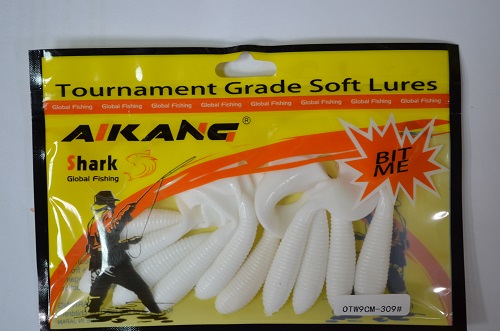 Tournament Grade Soft Lures
Global Fishing Global Fishing Global Fishing Global Fishing Global Fishing Global Fishing Global Fishing Global Fishing
AIKANG®
Shark
Global Fishing
BIT
ME
OTW9CM-309#